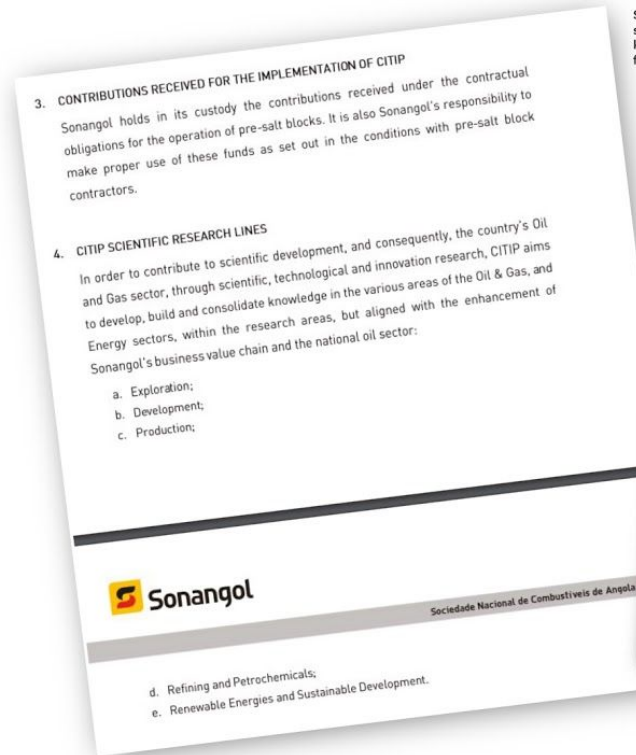 3. CONTRIBUTIONS RECEIVED FOR THE IMPLEMENTATION OF CITIP
Sonangol holds in its custody the contributions received under the contractual
obligations for the operation of pre-salt blocks. It is also Sonangol's responsibility to
make proper use of these funds as set out in the conditions with pre-salt block
contractors.
4. CITIP SCIENTIFIC RESEARCH LINES
In order to contribute to scientific development, and consequently, the country's Oil
and Gas sector, through scientific, technological and innovation research, CITIP aims
to develop, build and consolidate knowledge in the various areas of the Oil & Gas, and
Energy sectors, within the research areas, but aligned with the enhancement of
Sonangol's business value chain and the national oil sector:
a. Exploration;
b. Development;
c. Production;
Sonangol
Sociedade Nacional de Combustíveis de Angola
d. Refining and Petrochemicals;
e. Renewable Energies and Sustainable Development.